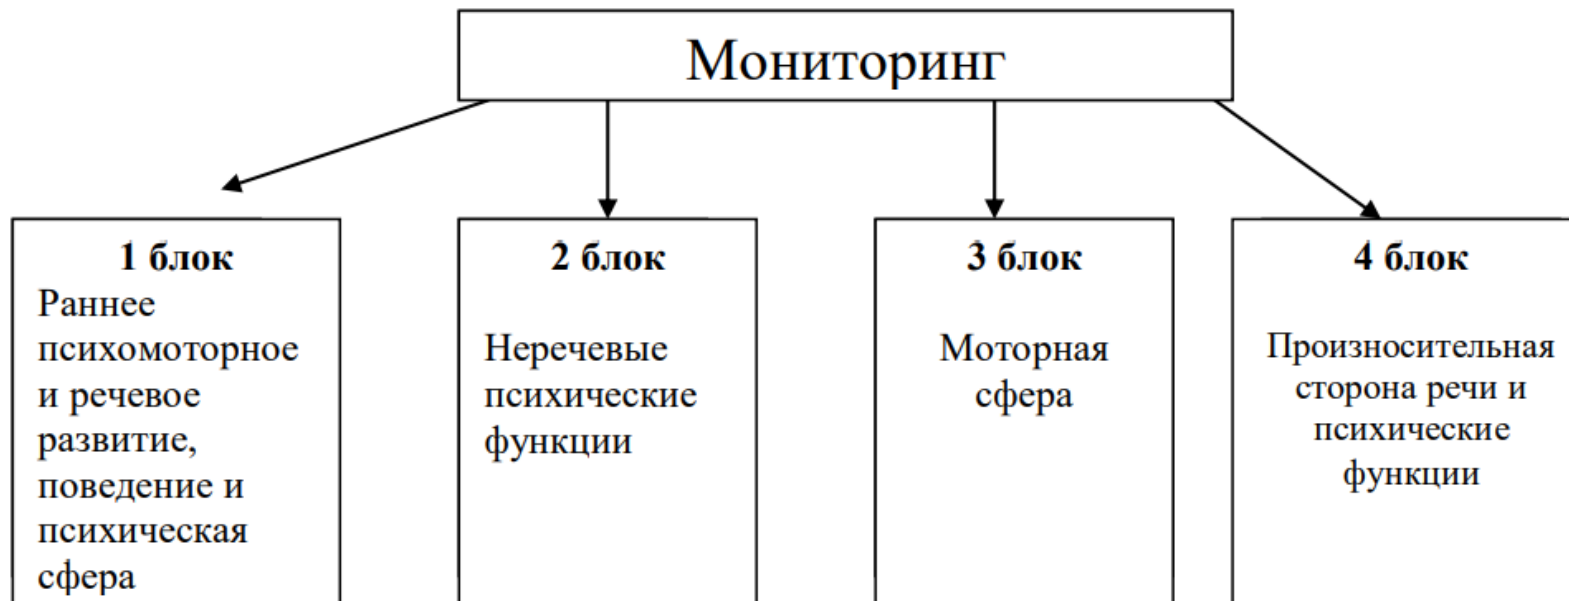 Мониторинг
1 блок
Раннее
психомоторное
и речевое
развитие,
поведение и
психическая
сфера
2 блок
Неречевые
психические
функции
3 блок
Моторная
сфера
4 блок
Произносительная
сторона речи и
психические
функции